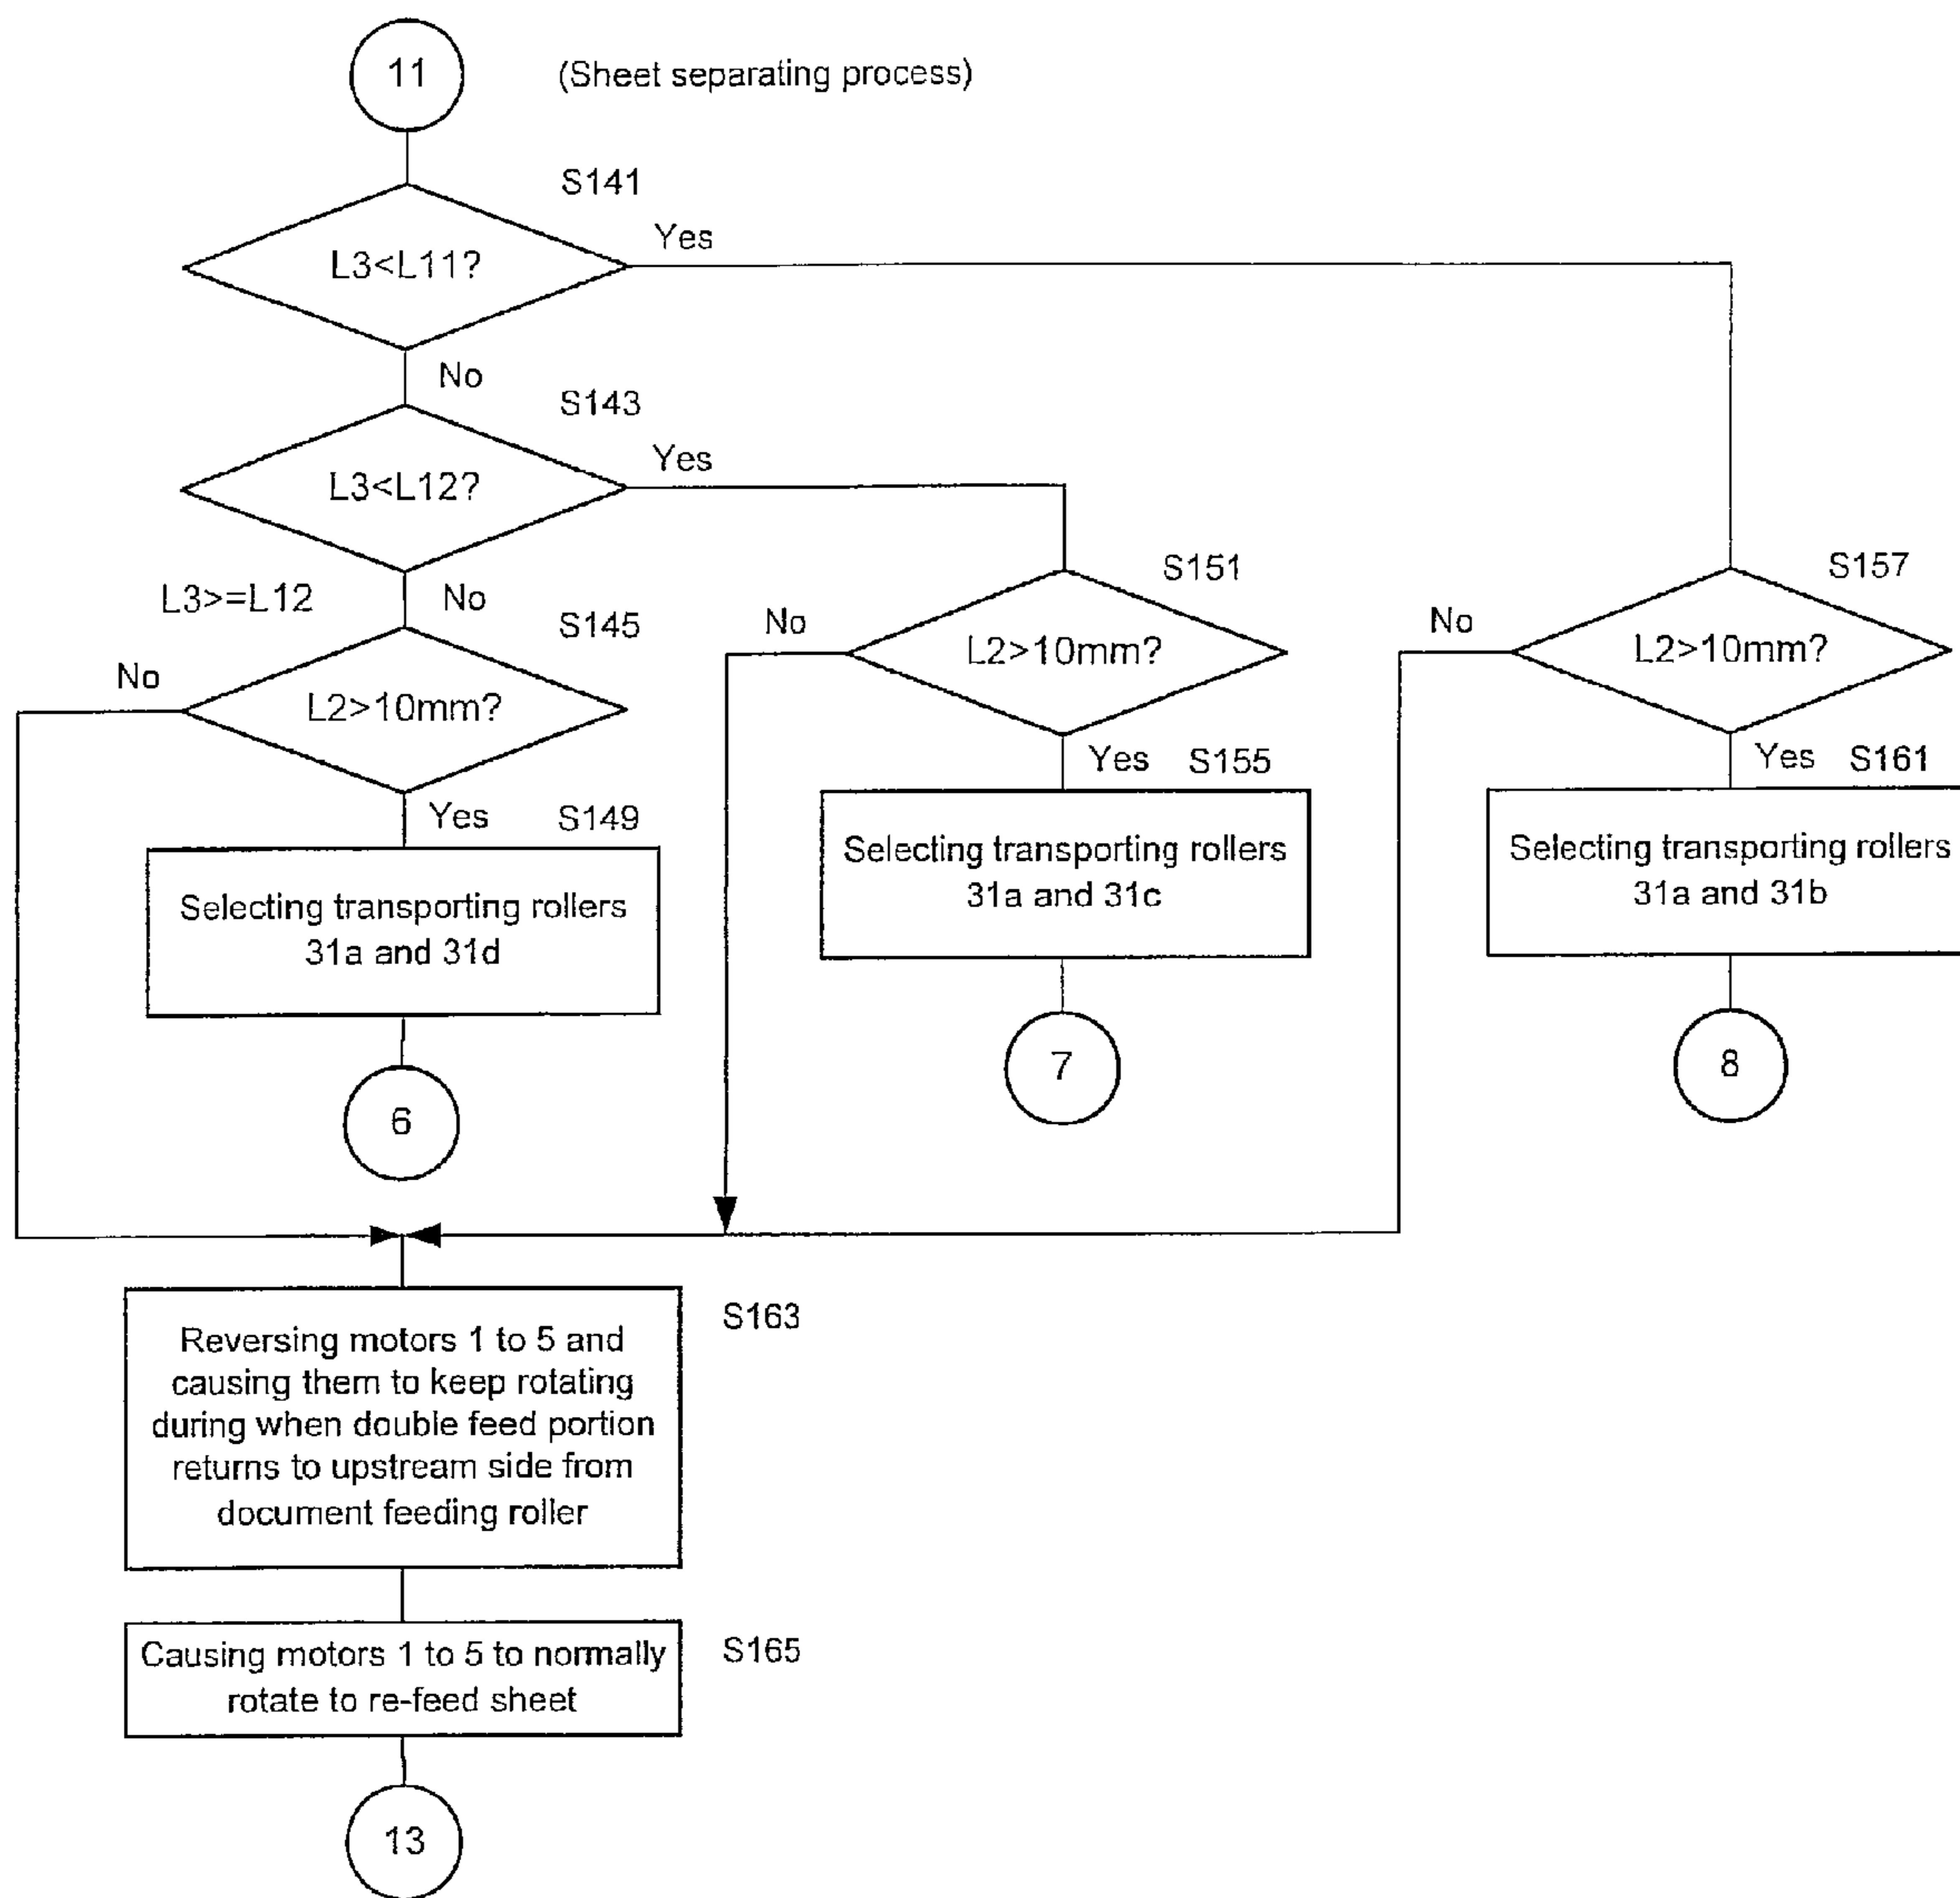 11
(Sheet separating process)
S141
L3<L11?
Yes
No
S143
L3<L12?
Yes
L3>=L12
No
S145
L2>10mm?
No
Yes
S149
Selecting transporting rollers
31a and 31d
6
S151
L2>10mm?
No
Yes
S155
Selecting transporting rollers
31a and 31c
7
S157
L2>10mm?
No
Yes
S161
Selecting transporting rollers
31a and 31b
8
S163
Reversing motors 1 to 5 and
causing them to keep rotating
during when double feed portion
returns to upstream side from
document feeding roller
S165
Causing motors 1 to 5 to normally
rotate to re-feed sheet
13